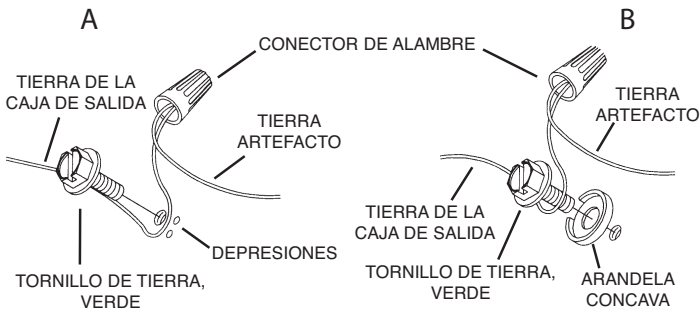 A
B
CONECTOR DE ALAMBRE
TIERRA DE LA
CAJA DE SALIDA
TIERRA
ARTEFACTO
TIERRA
ARTEFACTO
DEPRESIONES
TORNILLO DE TIERRA,
VERDE
TIERRA DE LA
CAJA DE SALIDA
TORNILLO DE TIERRA,
VERDE
ARANDELA
CONCAVA